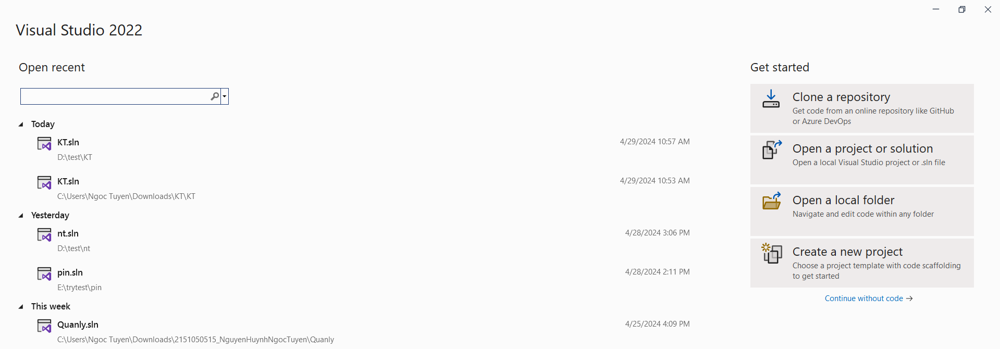 Visual Studio 2022
Open recent
Today
KT.sln
4/29/2024 10:57 AM
D:\test\KT
KT.sln
4/29/2024 10:53 AM
C:\Users\Ngoc Tuyen\Downloads\KT\KT
Yesterday
nt.sln
4/28/2024 3:06 PM
D:\test\nt
pin.sln
4/28/2024 2:11 PM
E:\trytest\pin
This week
Quanly.sln
4/25/2024 4:09 PM
C:\Users\Ngoc Tuyen\Downloads\2151050515_NguyenHuynhNgocTuyen\Quanly
Get started
Clone a repository
Get code from an online repository like GitHub
or Azure DevOps
Open a project or solution
Open a local Visual Studio project or .sln file
Open a local folder
Navigate and edit code within any folder
Create a new project
Choose a project template with code scaffolding
to get started
Continue without code →